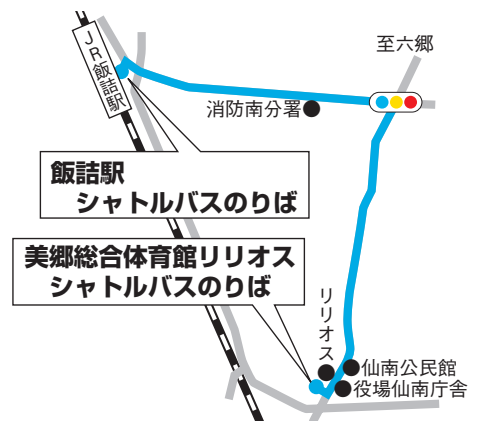 JR飯詰駅
至六郷
消防南分署
飯詰駅
シャトルバスのりば
美郷総合体育館リリオス
シャトルバスのりば
リリオス
仙南公民館
役場仙南庁舎